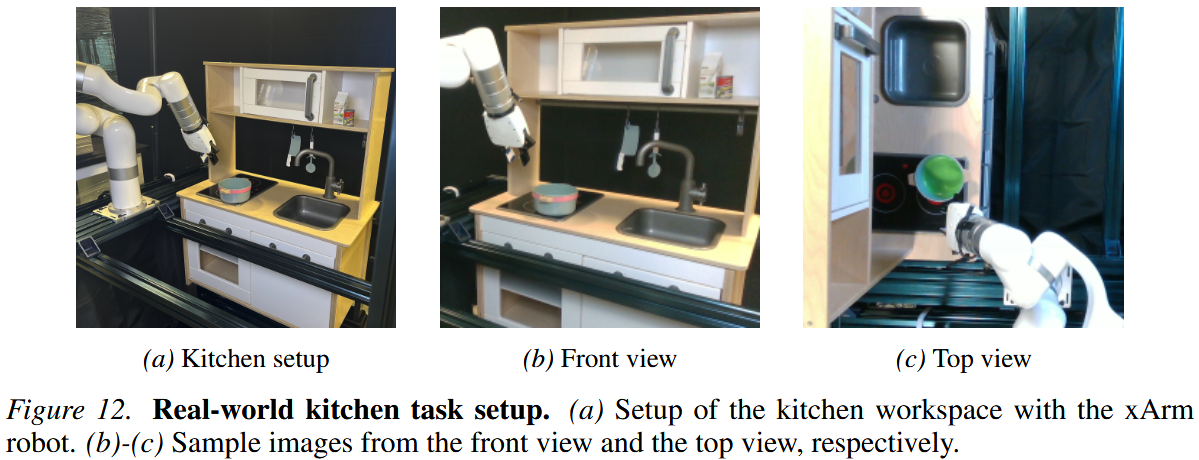 (a) Kitchen setup
(b) Front view
(c) Top view
Figure 12. Real-world kitchen task setup. (a) Setup of the kitchen workspace with the xArm
robot. (b)-(c) Sample images from the front view and the top view, respectively.